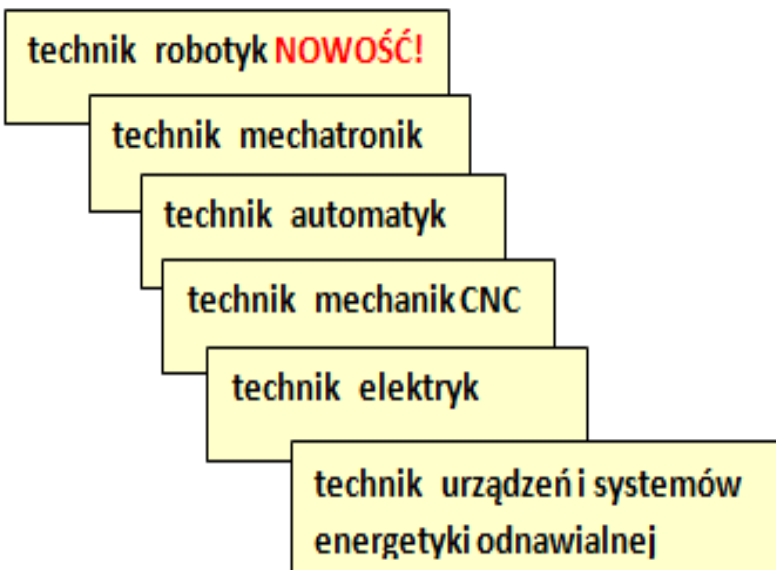 technik robotyk NOWOŚĆ!
technik mechatronik
technik automatyk
technik mechanik CNC
technik elektryk
technik urządzeń i systemów
energetyki odnawialnej